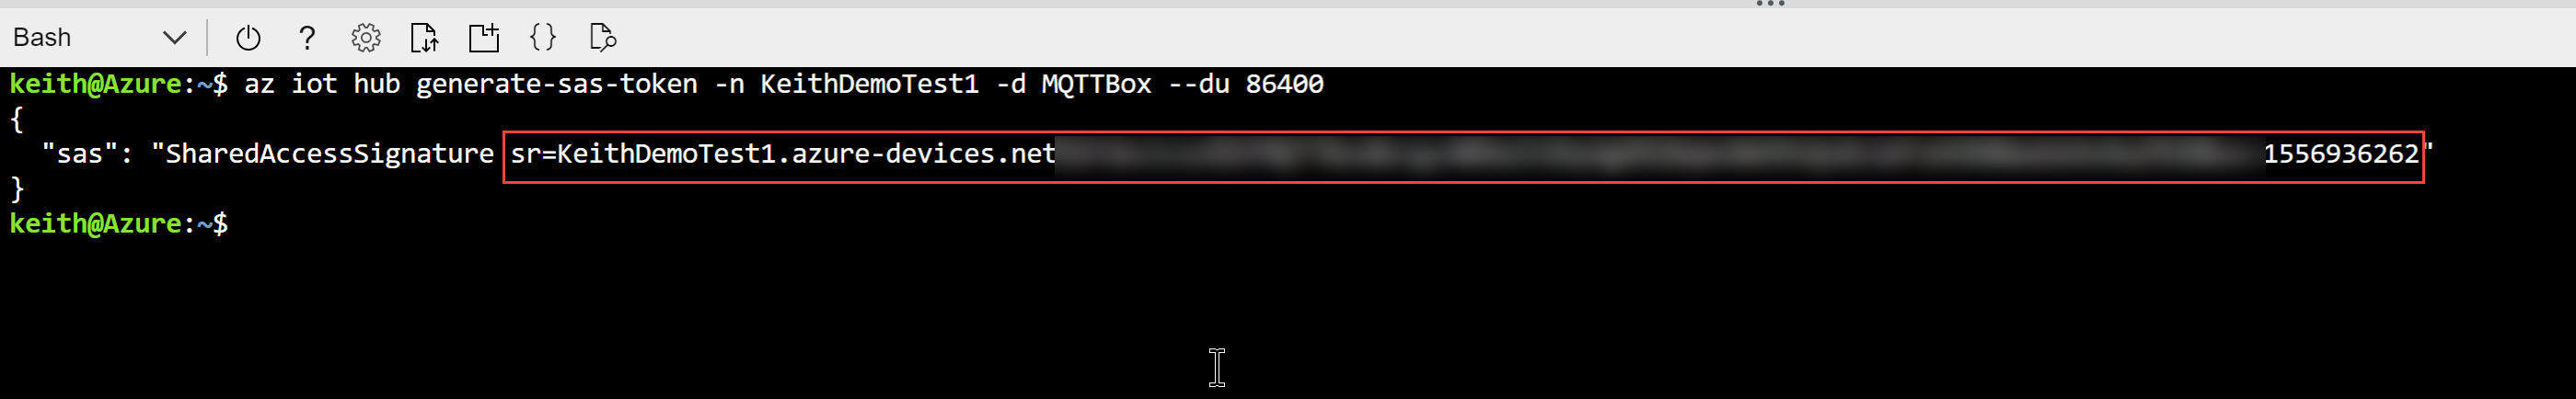 Bash
keith@Azure:~$ az iot hub generate-sas-token -n KeithDemoTest1 -d MQTTBox --du 86400
{
"sas": "SharedAccessSignature sr=KeithDemoTest1.azure-devices.net 1556936262"
}
keith@Azure:~$